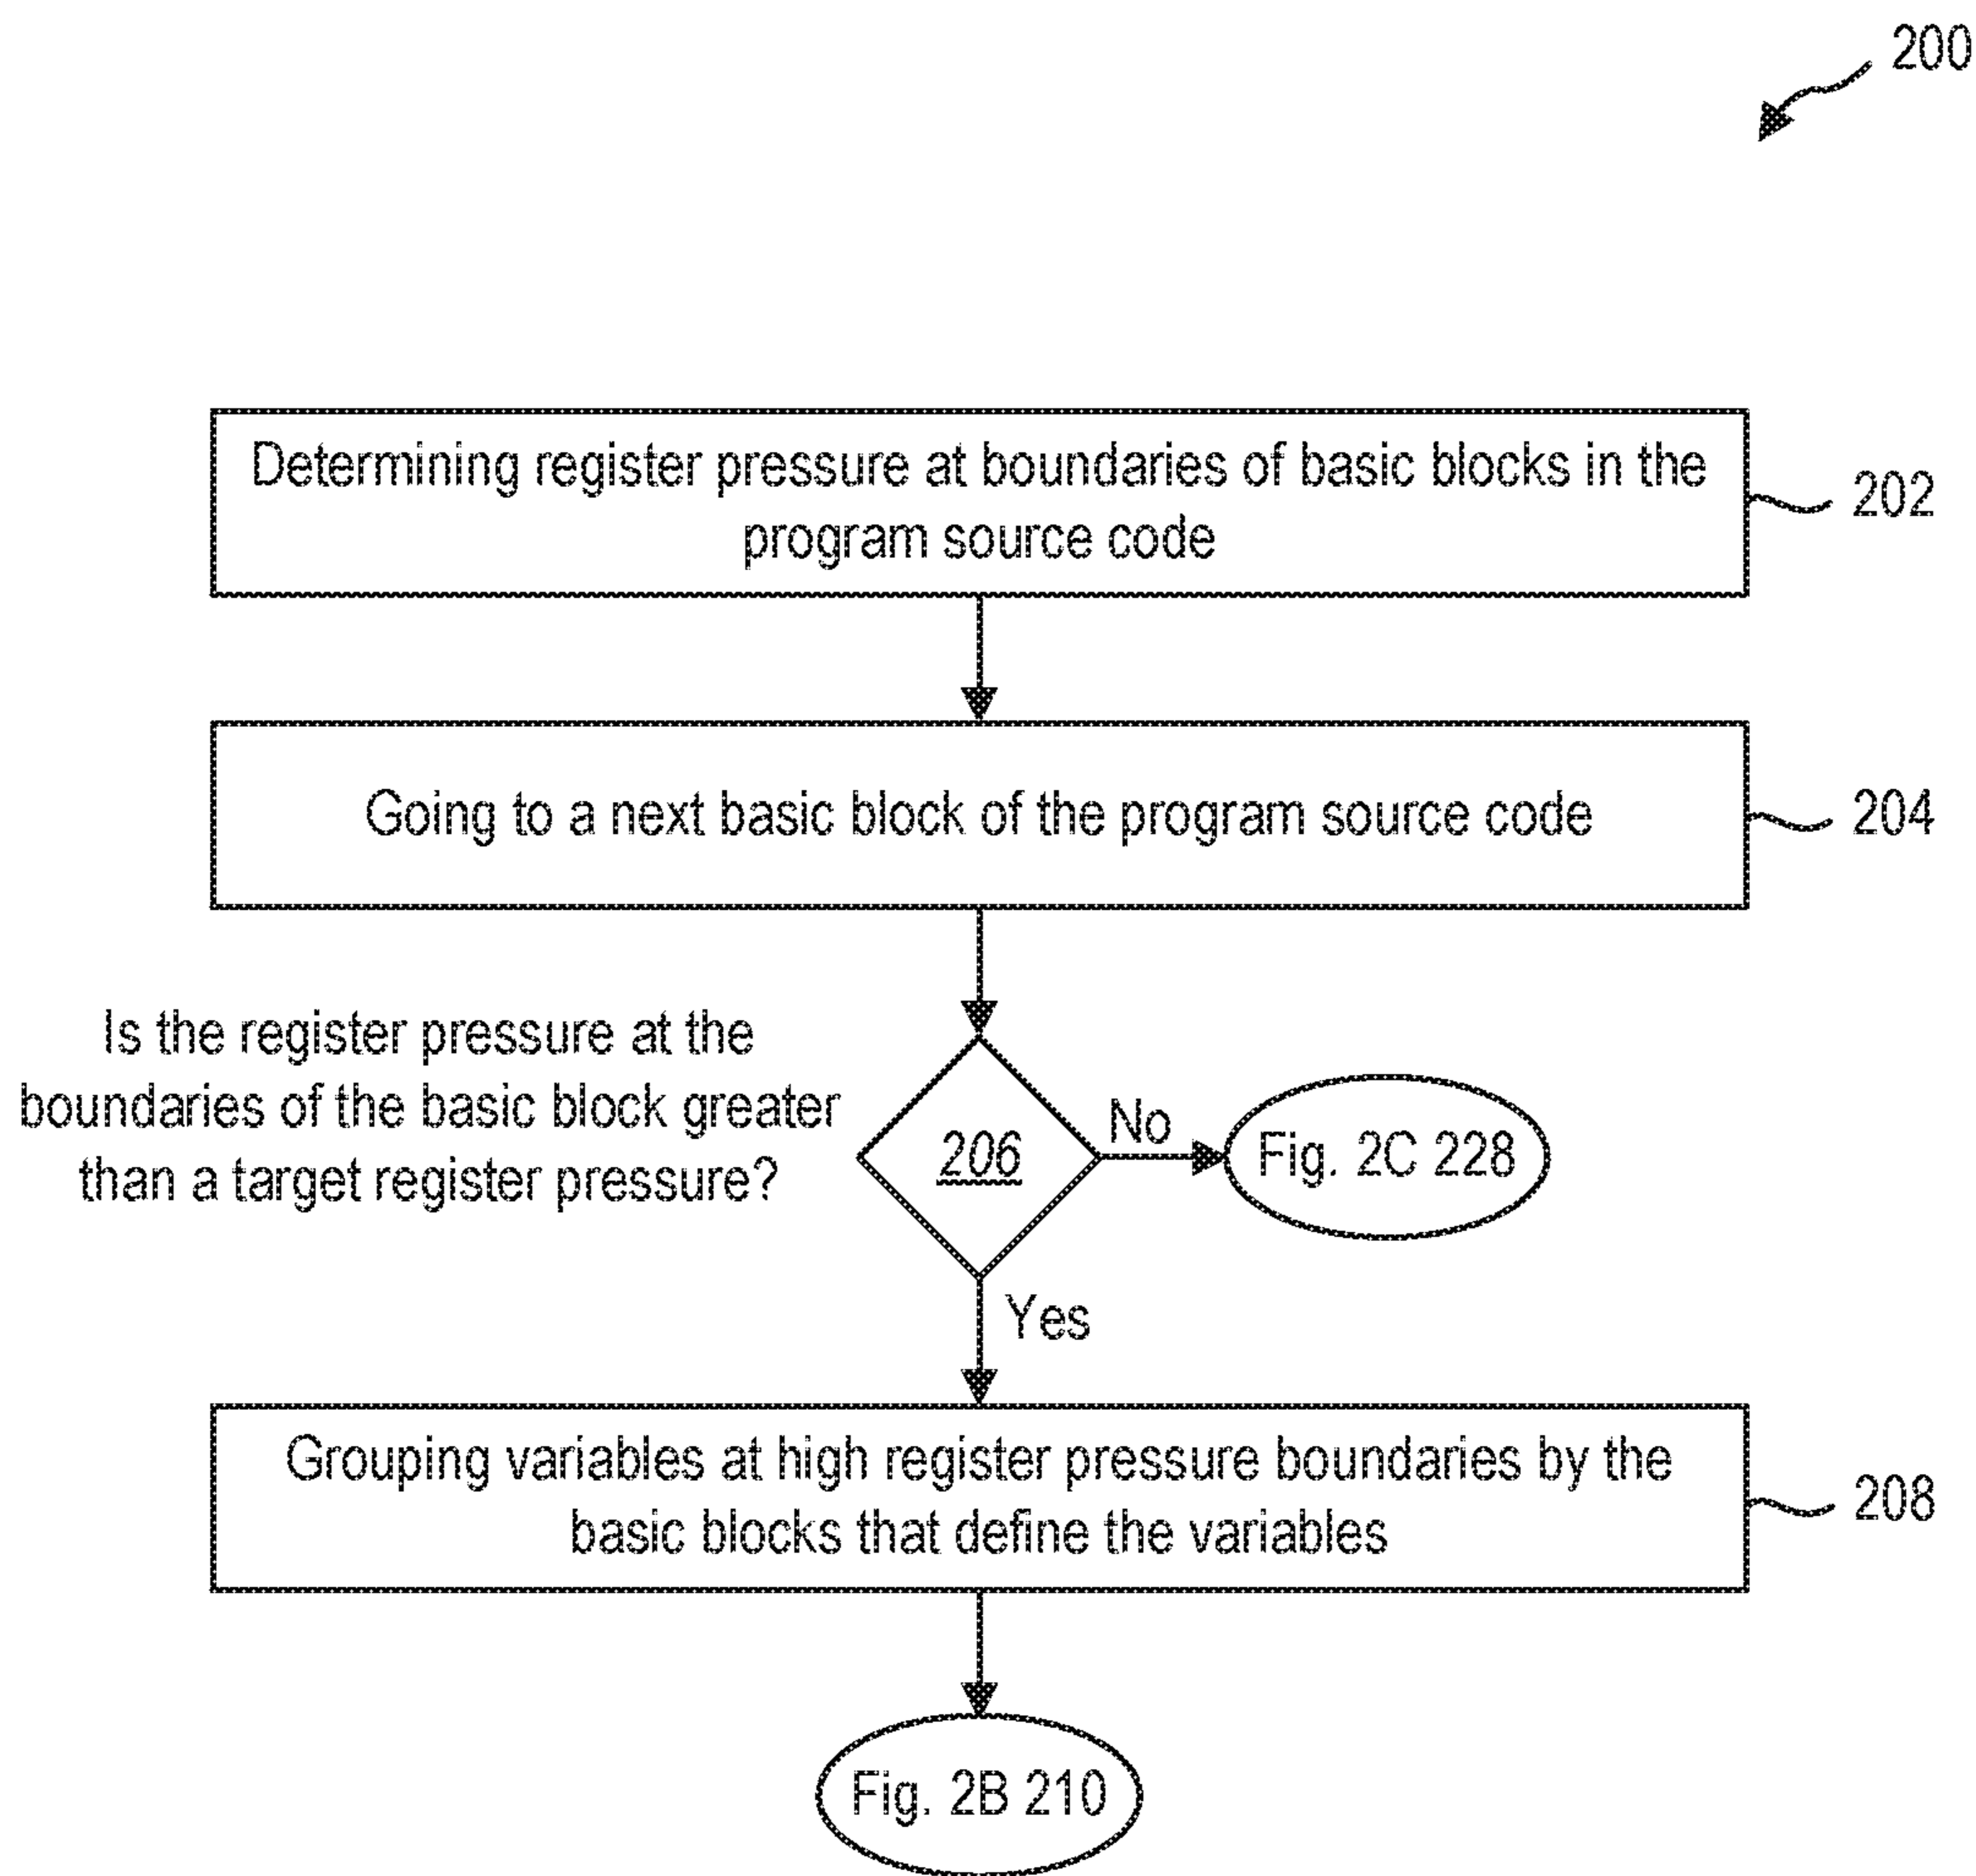 200
Determining register pressure at boundaries of basic blocks in the
program source code
202
Going to a next basic block of the program source code
204
Is the register pressure at the
boundaries of the basic block greater
than a target register pressure?
206
No
Fig. 2C 228
Yes
Grouping variables at high register pressure boundaries by the
basic blocks that define the variables
208
Fig. 2B 210